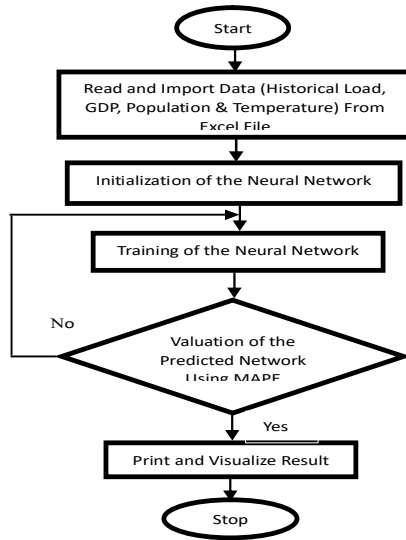 Start
Read and Import Data (Historical Load,
GDP, Population & Temperature) From
Excel File
Initialization of the Neural Network
Training of the Neural Network
No
Valuation of the
Predicted Network
Using MAPE
Yes
Print and Visualize Result
Stop